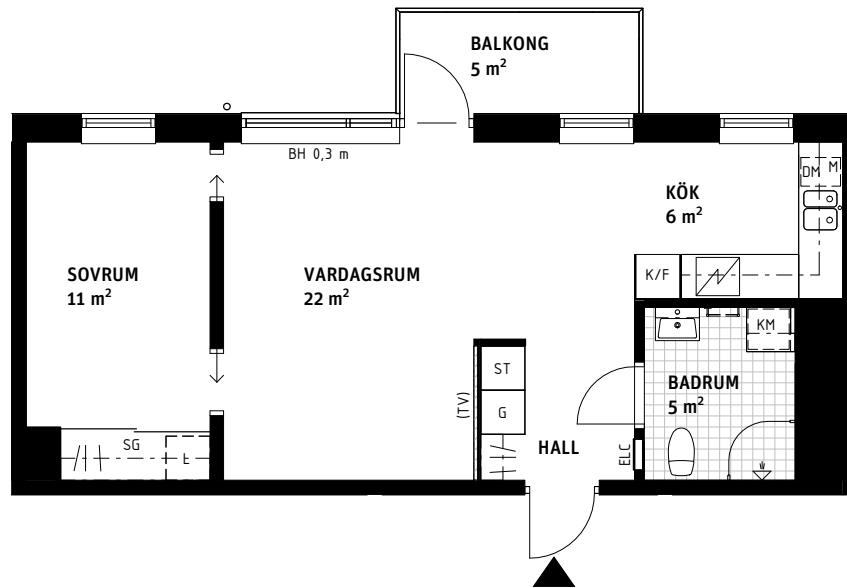 BALKONG
5 m²
BH 0,3 m
DM M
KÖK
6 m²
SOVRUM
11 m²
VARDAGSRUM
22 m²
K/F
KM
ST
BADRUM
5 m²
(TV)
G
SG
L
HALL
ELC